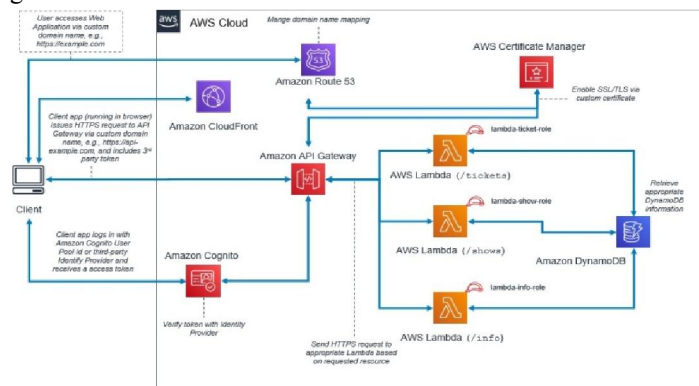 User accesses Web
Application via custom
domain name, e.g.,
https://example.com
aws
AWS Cloud
Mange domain name mapping
53
Amazon Route 53
AWS Certificate Manager
Enable SSL/TLS via
custom certificate
Amazon CloudFront
Client app (running in browser)
issues HTTPS request to API
Gateway via custom domain
name, e.g., https://api-
example.com, and includes 3rd
party token
Amazon API Gateway
lambda-ticket-role
AWS Lambda (/tickets)
Client
lambda-show-role
AWS Lambda (/shows)
Retrieve
appropriate
DynamoDB
information
Amazon DynamoDB
Client app logs in with
Amazon Cognito User
Pool Id or third-party
Identify Provider and
receives a access token
Amazon Cognito
Verify token with Identity
Provider
lambda-info-role
AWS Lambda (/info)
Send HTTPS request to
appropriate Lambda based
on requested resource